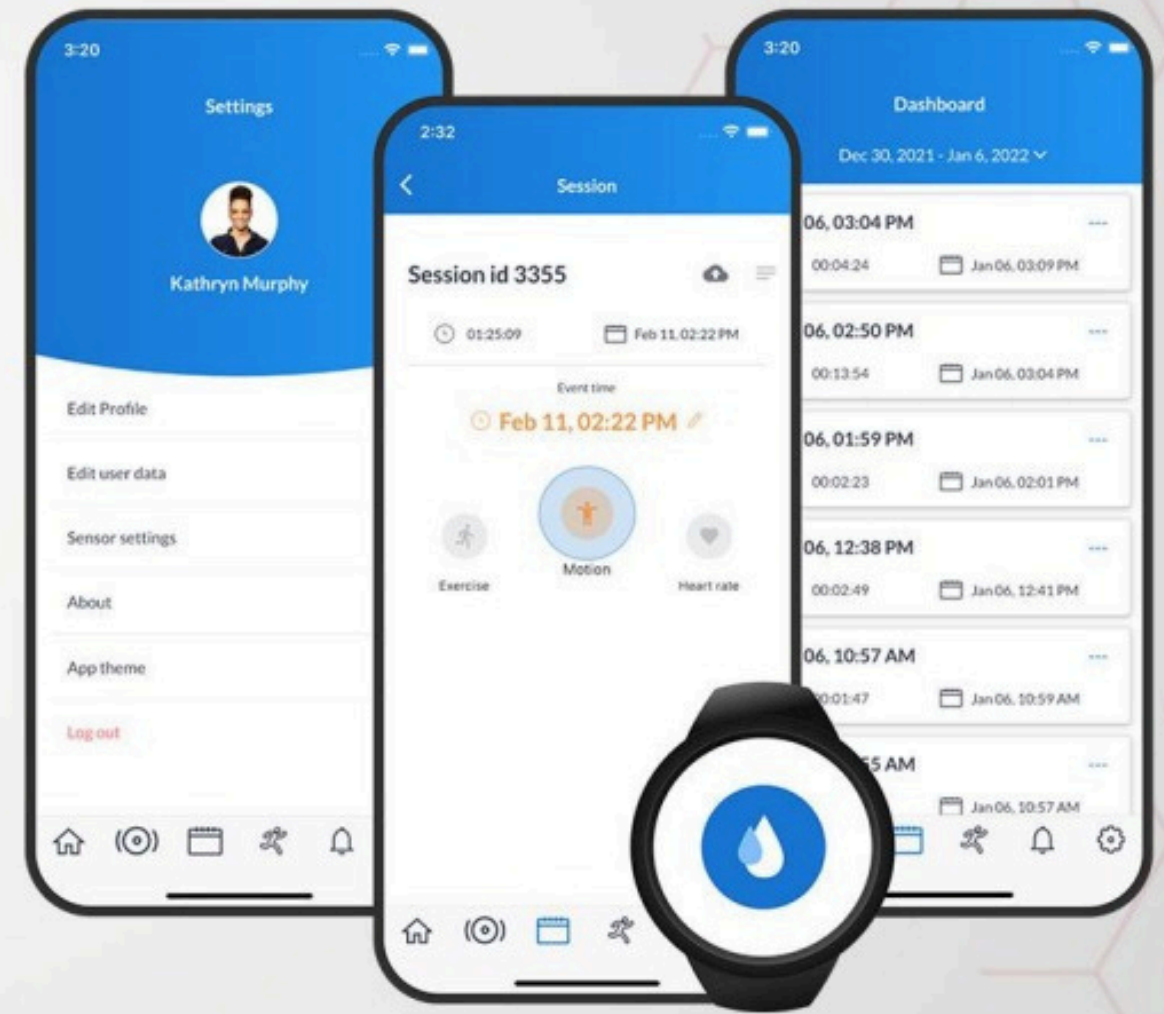 3:20
Settings
Kathryn Murphy
Edit Profile
Edit user data
Sensor settings
About
App theme
Log out
2:32
Session
Session id 3355
01:25:09
Feb 11, 02:22 PM
Event time
Feb 11, 02:22 PM
Exercise
Motion
Heart rate
3:20
Dashboard
Dec 30, 2021 - Jan 6, 2022
06, 03:04 PM
00:04:24
Jan 06, 03:09 PM
06, 02:50 PM
00:13:54
Jan 06, 03:04 PM
06, 01:59 PM
00:02:23
Jan 06, 02:01 PM
06, 12:38 PM
00:02:49
Jan 06, 12:41 PM
06, 10:57 AM
:01:47
Jan 06, 10:59 AM
55 AM
Jan 06, 10:57 AM